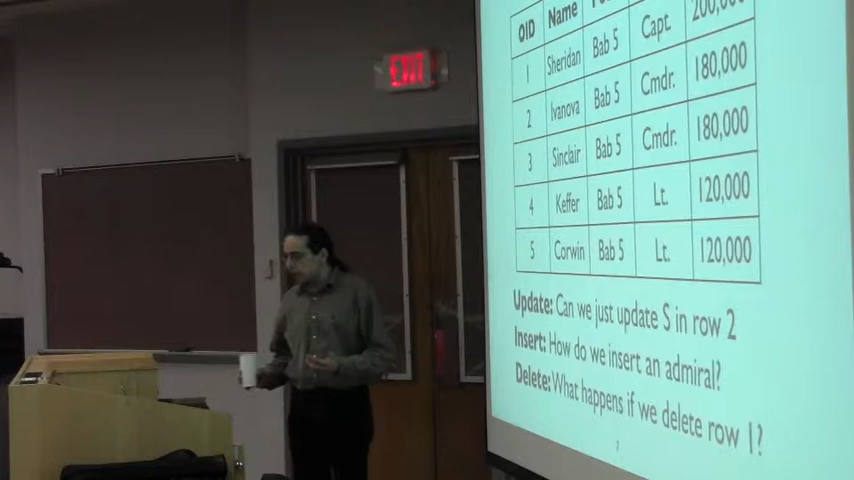 EXIT
OID Name
200,000
1 Sheridan Bab 5 Capt.
2 Ivanova Bab 5 Cmdr. 180,000
3 Sinclair Bab 5 Cmdr. 180,000
4 Keffer Bab 5 Lt. 120,000
5 Corwin Bab 5 Lt. 120,000
Update: Can we just update S in row 2
Insert: How do we insert an admiral?
Delete: What happens if we delete row 1?
7